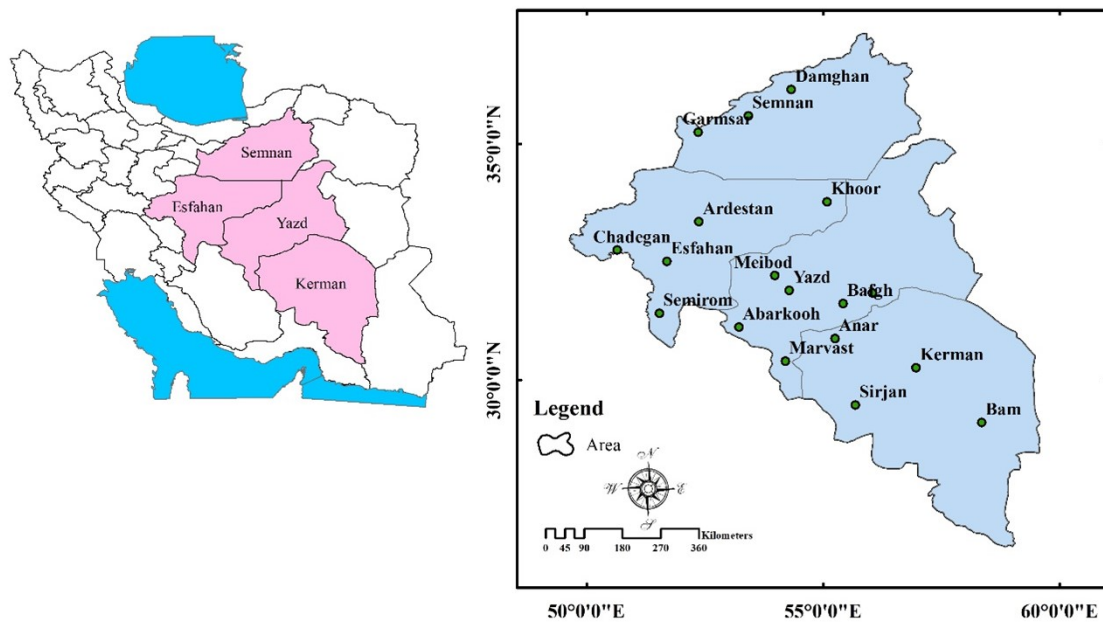 Semnan
Esfahan
Yazd
Kerman
35°0'0"N
30°0'0"N
Damghan
Semnan
Garmsar
Khoor
Ardestan
Chadegan
Esfahan
Meibod
Yazd
Bafgh
Semirom
Abarkooh
Anar
Marvast
Kerman
Sirjan
Bam
Legend
Area
N
W
E
S
Kilometers
0 45 90 180 270 360
50°0'0"E 55°0'0"E 60°0'0"E